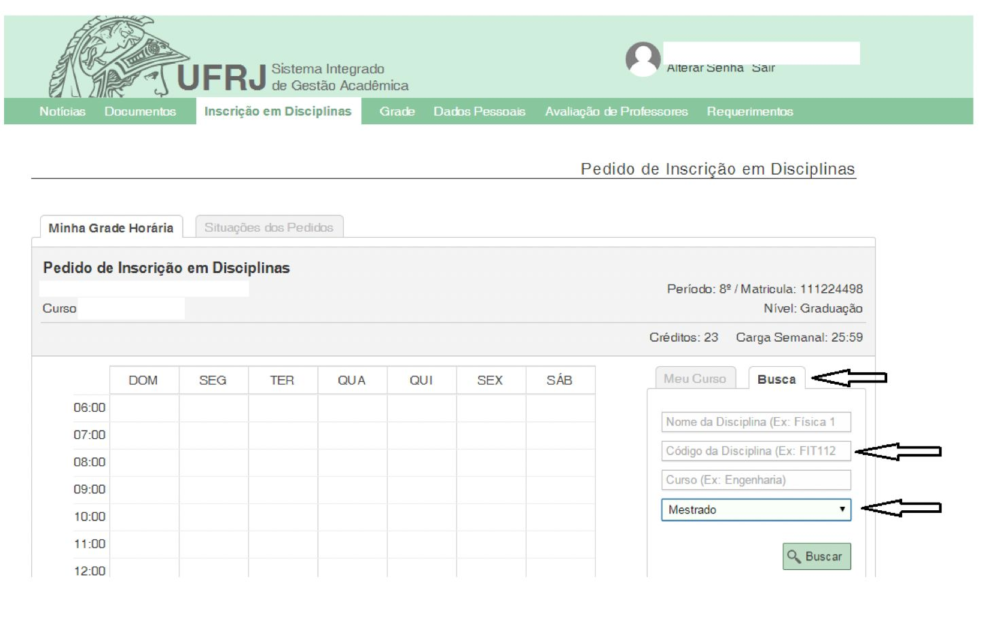 UFRJ Sistema Integrado
de Gestão Acadêmica
Alterar Senha Sair
Notícias Documentos Inscrição em Disciplinas Grade Dados Pessoais Avaliação de Professores Requerimentos
Pedido de Inscrição em Disciplinas
Minha Grade Horária Situações dos Pedidos
Pedido de Inscrição em Disciplinas
Período: 8º / Matricula: 111224498
Curso
Nível: Graduação
Créditos: 23 Carga Semanal: 25:59
DOM SEG TER QUA QUI SEX SÁB
06:00
07:00
08:00
09:00
10:00
11:00
12:00
Meu Curso Busca
Nome da Disciplina (Ex: Física 1
Código da Disciplina (Ex: FIT112
Curso (Ex: Engenharia)
Mestrado
Buscar